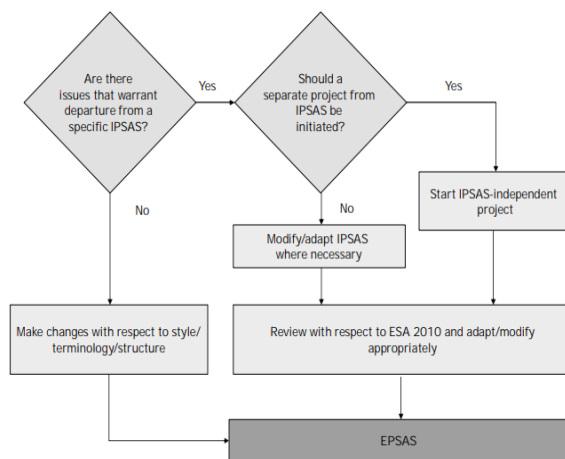 Are there
issues that warrant
departure from a
specific IPSAS?
Yes
Should a
separate project from
IPSAS be
initiated?
Yes
No
No
Start IPSAS-independent
project
Modify/adapt IPSAS
where necessary
Make changes with respect to style/
terminology/structure
Review with respect to ESA 2010 and adapt/modify
appropriately
EPSAS